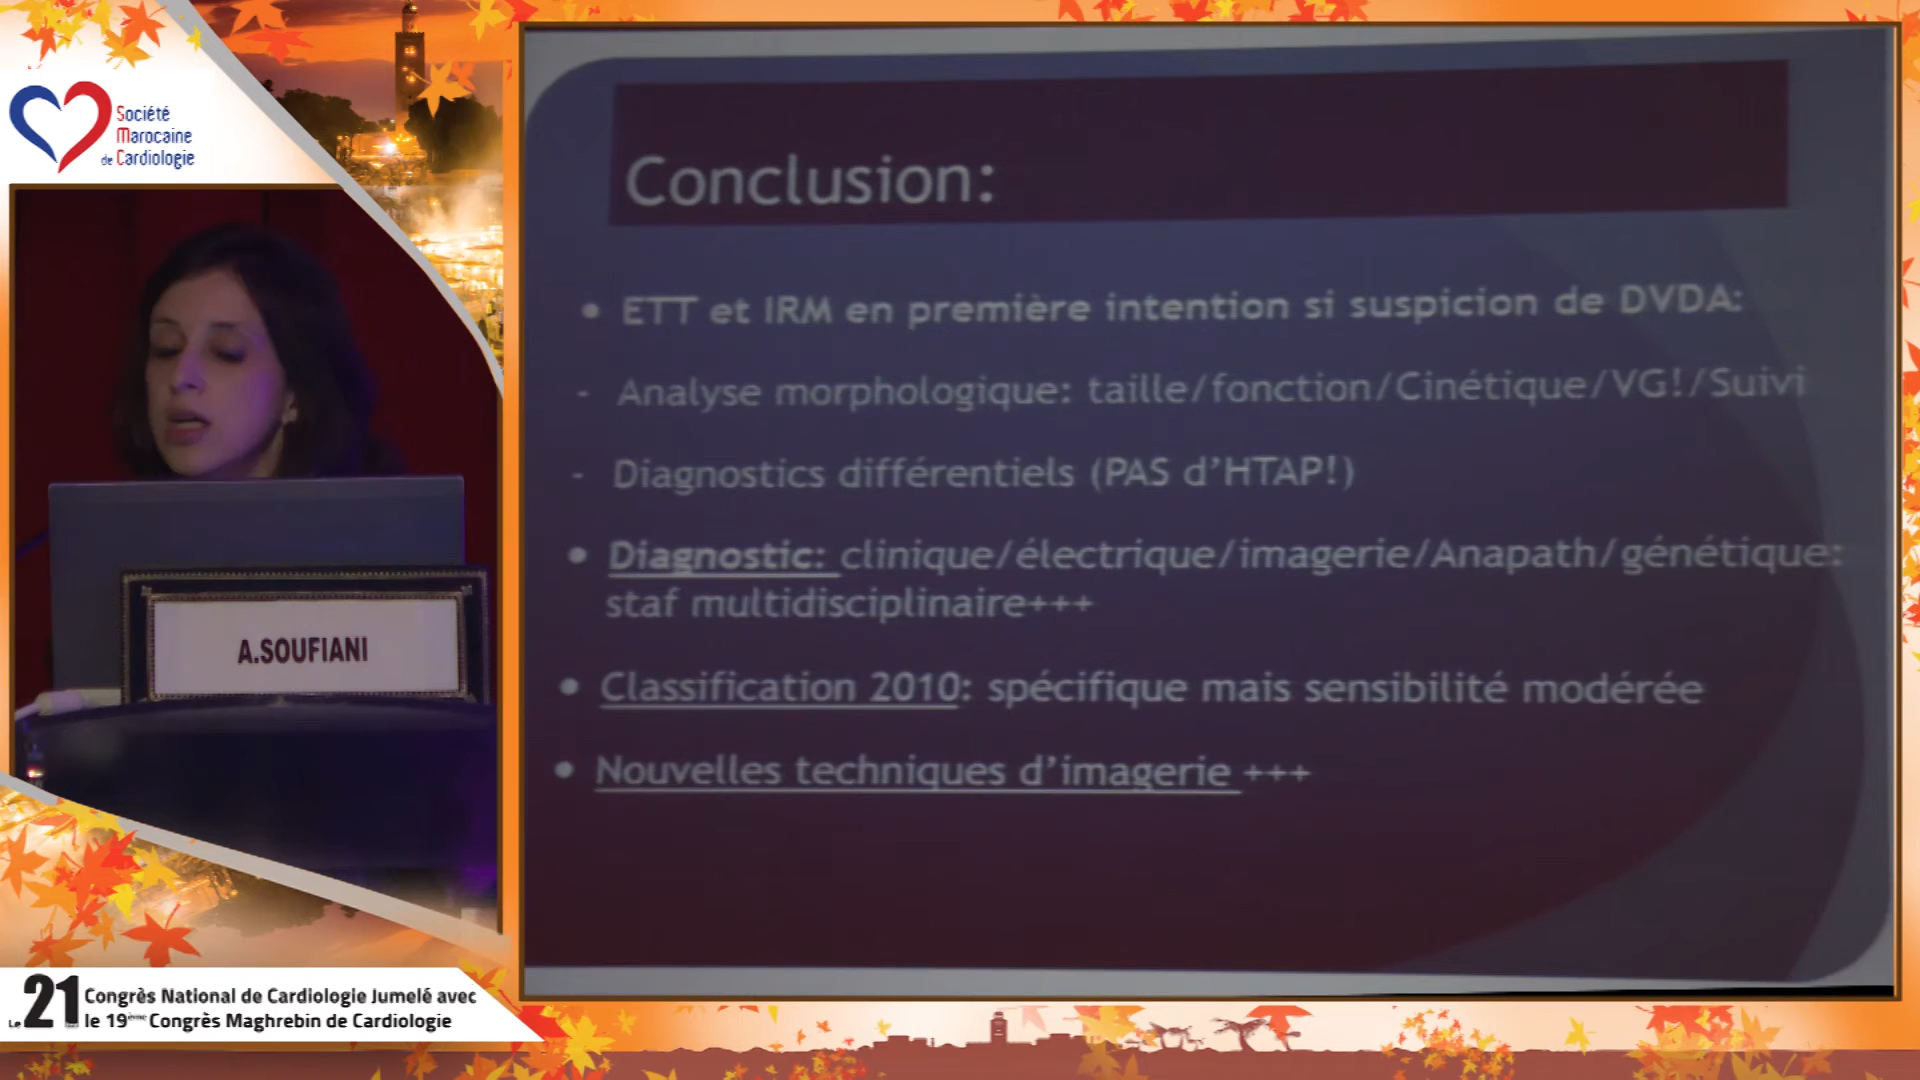 Société
Marocaine
de Cardiologie
A.SOUFIANI
Le 21 Congrès National de Cardiologie Jumelé avec
le 19ème Congrès Maghrebin de Cardiologie
Conclusion:
• ETT et IRM en première intention si suspicion de DVDA:
- Analyse morphologique: taille/fonction/Cinétique/VG!/Suivi
- Diagnostics différentiels (PAS d’HTAP!)
• Diagnostic: clinique/électrique/imagerie/Anapath/génétique:
staf multidisciplinaire+++
• Classification 2010: spécifique mais sensibilité modérée
• Nouvelles techniques d’imagerie +++